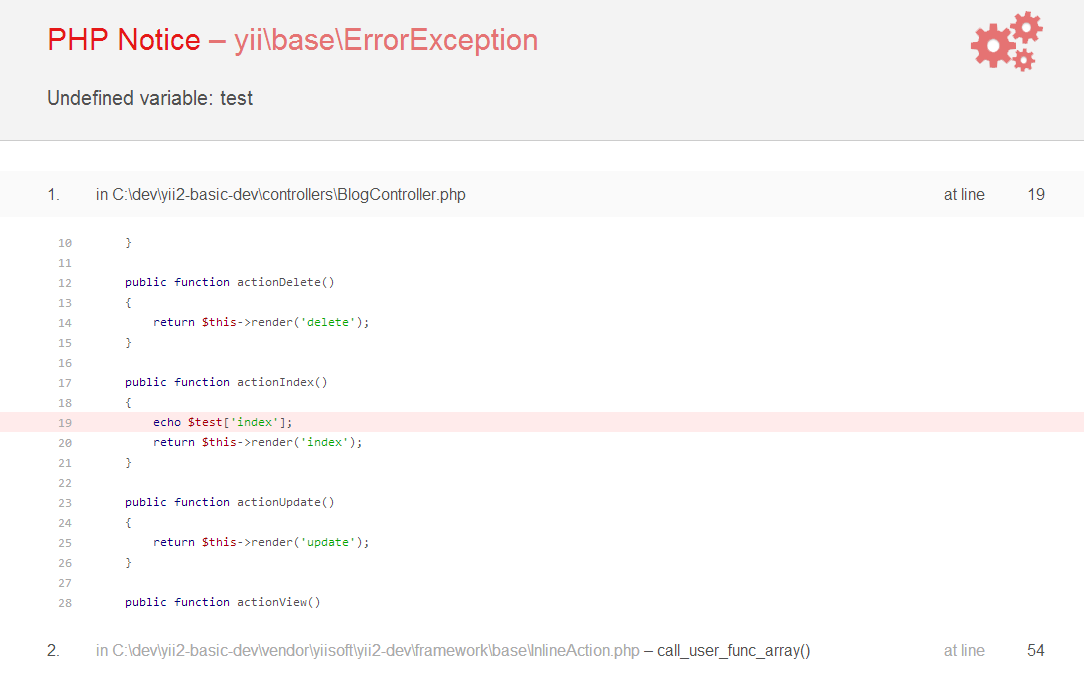 PHP Notice – yii\base\ErrorException
Undefined variable: test
1. in C:\dev\yii2-basic-dev\controllers\BlogController.php at line 19
10 }
11
12 public function actionDelete()
13 {
14 return $this->render('delete');
15 }
16
17 public function actionIndex()
18 {
19 echo $test['index'];
20 return $this->render('index');
21 }
22
23 public function actionUpdate()
24 {
25 return $this->render('update');
26 }
27
28 public function actionView()
2. in C:\dev\yii2-basic-dev\vendor\yiisoft\yii2-dev\framework\base\InlineAction.php – call_user_func_array() at line 54